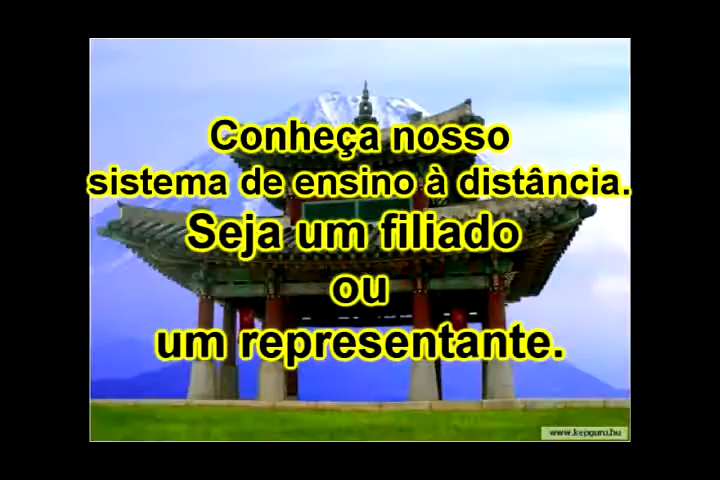 Conheça nosso
sistema de ensino à distância.
Seja um filiado
ou
um representante.
www.kepguru.hu